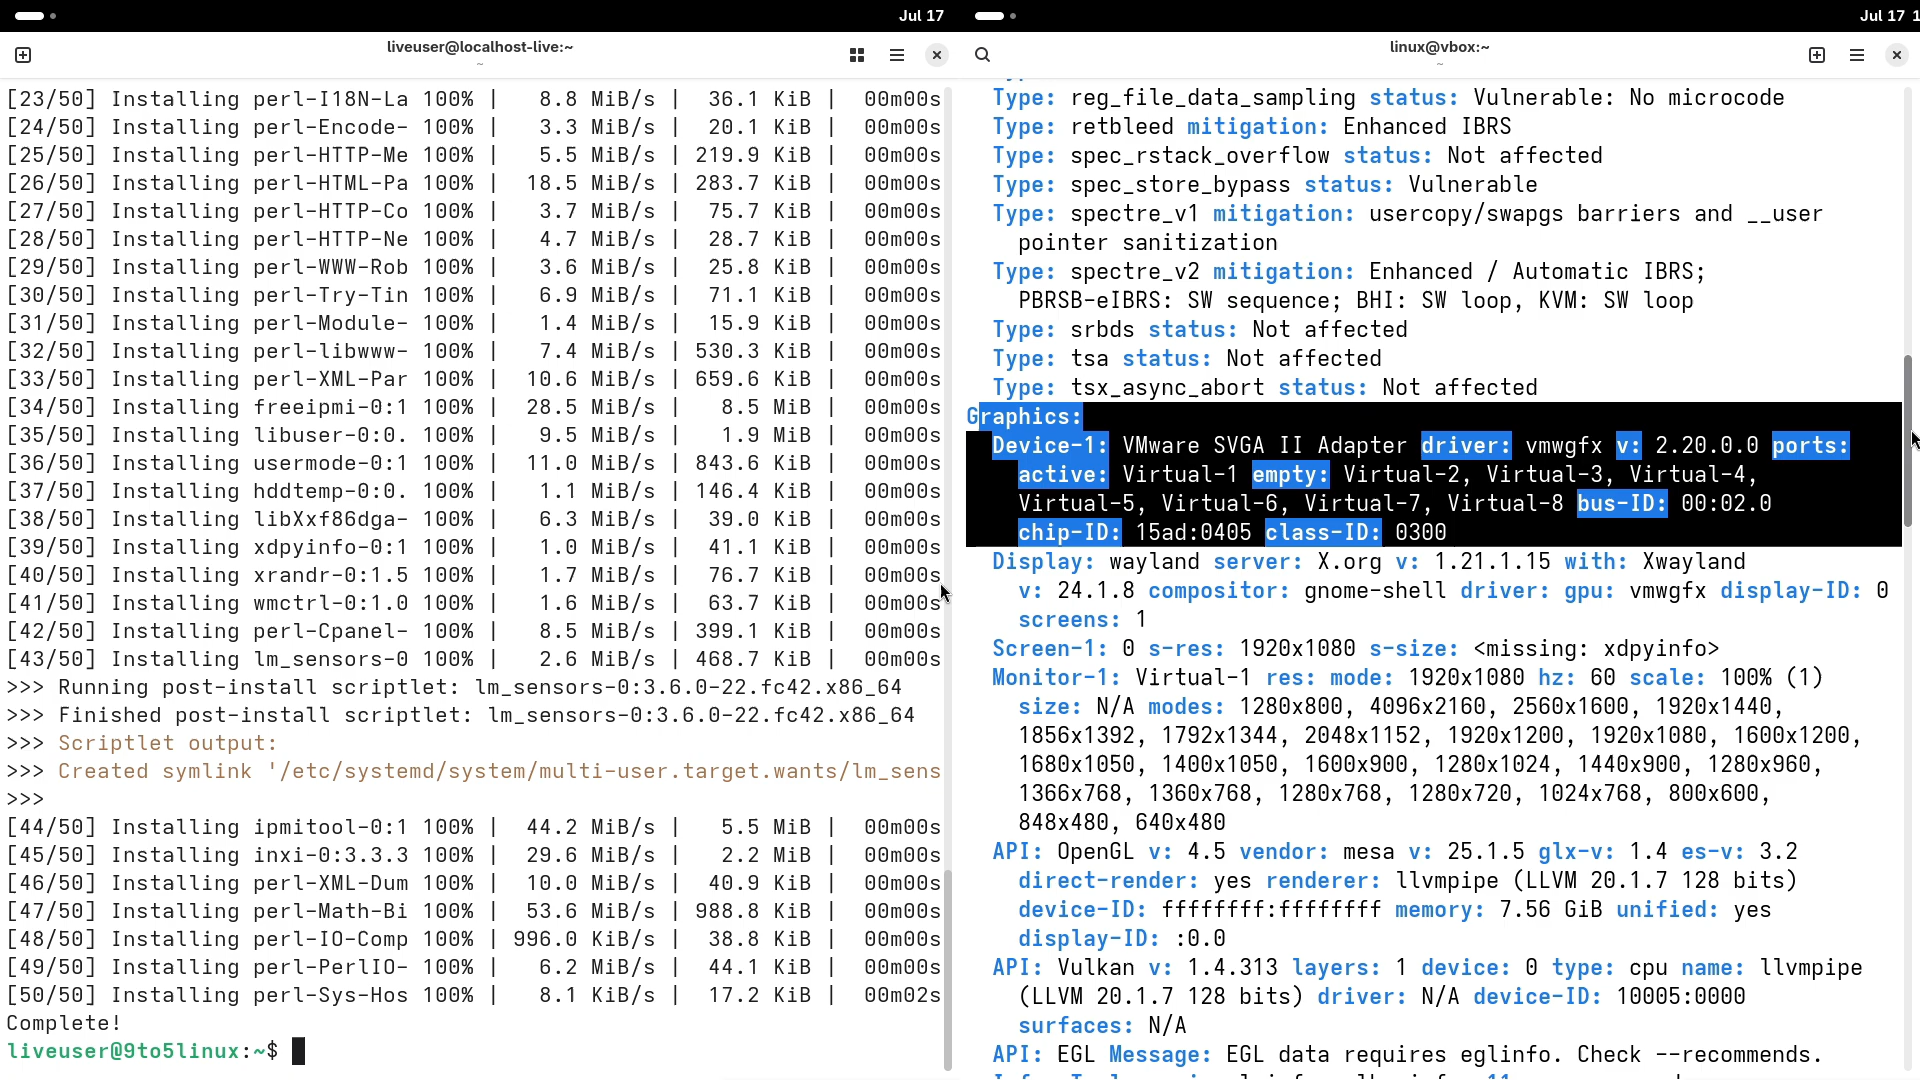 Jul 17
liveuser@localhost-live:~
~
[23/50] Installing perl-I18N-La 100% | 8.8 MiB/s | 36.1 KiB | 00m00s
[24/50] Installing perl-Encode- 100% | 3.3 MiB/s | 20.1 KiB | 00m00s
[25/50] Installing perl-HTTP-Me 100% | 5.5 MiB/s | 219.9 KiB | 00m00s
[26/50] Installing perl-HTML-Pa 100% | 18.5 MiB/s | 283.7 KiB | 00m00s
[27/50] Installing perl-HTTP-Co 100% | 3.7 MiB/s | 75.7 KiB | 00m00s
[28/50] Installing perl-HTTP-Ne 100% | 4.7 MiB/s | 28.7 KiB | 00m00s
[29/50] Installing perl-WWW-Rob 100% | 3.6 MiB/s | 25.8 KiB | 00m00s
[30/50] Installing perl-Try-Tin 100% | 6.9 MiB/s | 71.1 KiB | 00m00s
[31/50] Installing perl-Module- 100% | 1.4 MiB/s | 15.9 KiB | 00m00s
[32/50] Installing perl-libwww- 100% | 7.4 MiB/s | 530.3 KiB | 00m00s
[33/50] Installing perl-XML-Par 100% | 10.6 MiB/s | 659.6 KiB | 00m00s
[34/50] Installing freeipmi-0:1 100% | 28.5 MiB/s | 8.5 MiB | 00m00s
[35/50] Installing libuser-0:0. 100% | 9.5 MiB/s | 1.9 MiB | 00m00s
[36/50] Installing usermode-0:1 100% | 11.0 MiB/s | 843.6 KiB | 00m00s
[37/50] Installing hddtemp-0:0. 100% | 1.1 MiB/s | 146.4 KiB | 00m00s
[38/50] Installing libXxf86dga- 100% | 6.3 MiB/s | 39.0 KiB | 00m00s
[39/50] Installing xdpyinfo-0:1 100% | 1.0 MiB/s | 41.1 KiB | 00m00s
[40/50] Installing xrandr-0:1.5 100% | 1.7 MiB/s | 76.7 KiB | 00m00s
[41/50] Installing wmctrl-0:1.0 100% | 1.6 MiB/s | 63.7 KiB | 00m00s
[42/50] Installing perl-Cpanel- 100% | 8.5 MiB/s | 399.1 KiB | 00m00s
[43/50] Installing lm_sensors-0 100% | 2.6 MiB/s | 468.7 KiB | 00m00s
>>> Running post-install scriptlet: lm_sensors-0:3.6.0-22.fc42.x86_64
>>> Finished post-install scriptlet: lm_sensors-0:3.6.0-22.fc42.x86_64
>>> Scriptlet output:
>>> Created symlink '/etc/systemd/system/multi-user.target.wants/lm_sens
>>>
[44/50] Installing ipmitool-0:1 100% | 44.2 MiB/s | 5.5 MiB | 00m00s
[45/50] Installing inxi-0:3.3.3 100% | 29.6 MiB/s | 2.2 MiB | 00m00s
[46/50] Installing perl-XML-Dum 100% | 10.0 MiB/s | 40.9 KiB | 00m00s
[47/50] Installing perl-Math-Bi 100% | 53.6 MiB/s | 988.8 KiB | 00m00s
[48/50] Installing perl-IO-Comp 100% | 996.0 KiB/s | 38.8 KiB | 00m00s
[49/50] Installing perl-PerlIO- 100% | 6.2 MiB/s | 44.1 KiB | 00m00s
[50/50] Installing perl-Sys-Hos 100% | 8.1 KiB/s | 17.2 KiB | 00m02s
Complete!
liveuser@9to5linux:~$
Jul 17 1
linux@vbox:~
~
Type: reg_file_data_sampling status: Vulnerable: No microcode
Type: retbleed mitigation: Enhanced IBRS
Type: spec_rstack_overflow status: Not affected
Type: spec_store_bypass status: Vulnerable
Type: spectre_v1 mitigation: usercopy/swapgs barriers and __user
pointer sanitization
Type: spectre_v2 mitigation: Enhanced / Automatic IBRS;
PBRSB-eIBRS: SW sequence; BHI: SW loop, KVM: SW loop
Type: srbds status: Not affected
Type: tsa status: Not affected
Type: tsx_async_abort status: Not affected
Graphics:
Device-1: VMware SVGA II Adapter driver: vmwgfx v: 2.20.0.0 ports:
active: Virtual-1 empty: Virtual-2, Virtual-3, Virtual-4,
Virtual-5, Virtual-6, Virtual-7, Virtual-8 bus-ID: 00:02.0
chip-ID: 15ad:0405 class-ID: 0300
Display: wayland server: X.org v: 1.21.1.15 with: Xwayland
v: 24.1.8 compositor: gnome-shell driver: gpu: vmwgfx display-ID: 0
screens: 1
Screen-1: 0 s-res: 1920x1080 s-size: <missing: xdpyinfo>
Monitor-1: Virtual-1 res: mode: 1920x1080 hz: 60 scale: 100% (1)
size: N/A modes: 1280x800, 4096x2160, 2560x1600, 1920x1440,
1856x1392, 1792x1344, 2048x1152, 1920x1200, 1920x1080, 1600x1200,
1680x1050, 1400x1050, 1600x900, 1280x1024, 1440x900, 1280x960,
1366x768, 1360x768, 1280x768, 1280x720, 1024x768, 800x600,
848x480, 640x480
API: OpenGL v: 4.5 vendor: mesa v: 25.1.5 glx-v: 1.4 es-v: 3.2
direct-render: yes renderer: llvmpipe (LLVM 20.1.7 128 bits)
device-ID: ffffffff:ffffffff memory: 7.56 GiB unified: yes
display-ID: :0.0
API: Vulkan v: 1.4.313 layers: 1 device: 0 type: cpu name: llvmpipe
(LLVM 20.1.7 128 bits) driver: N/A device-ID: 10005:0000
surfaces: N/A
API: EGL Message: EGL data requires eglinfo. Check --recommends.